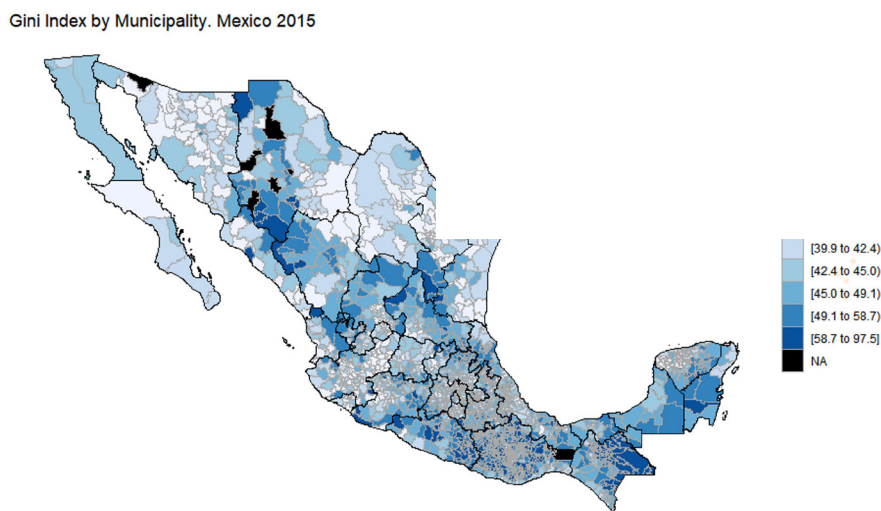 Gini Index by Municipality. Mexico 2015
[39.9 to 42.4)
[42.4 to 45.0)
[45.0 to 49.1)
[49.1 to 58.7)
[58.7 to 97.5]
NA